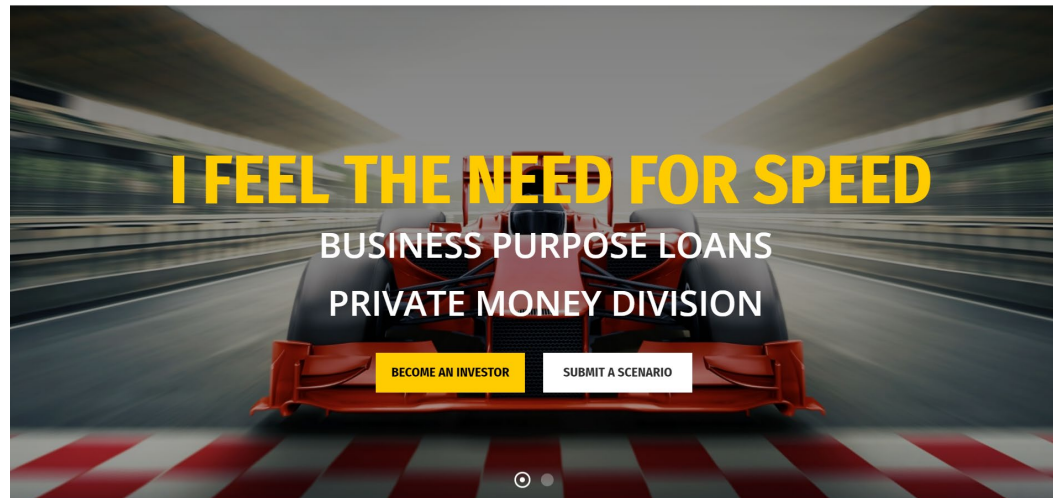 I FEEL THE NEED FOR SPEED
BUSINESS PURPOSE LOANS
PRIVATE MONEY DIVISION
BECOME AN INVESTOR
SUBMIT A SCENARIO